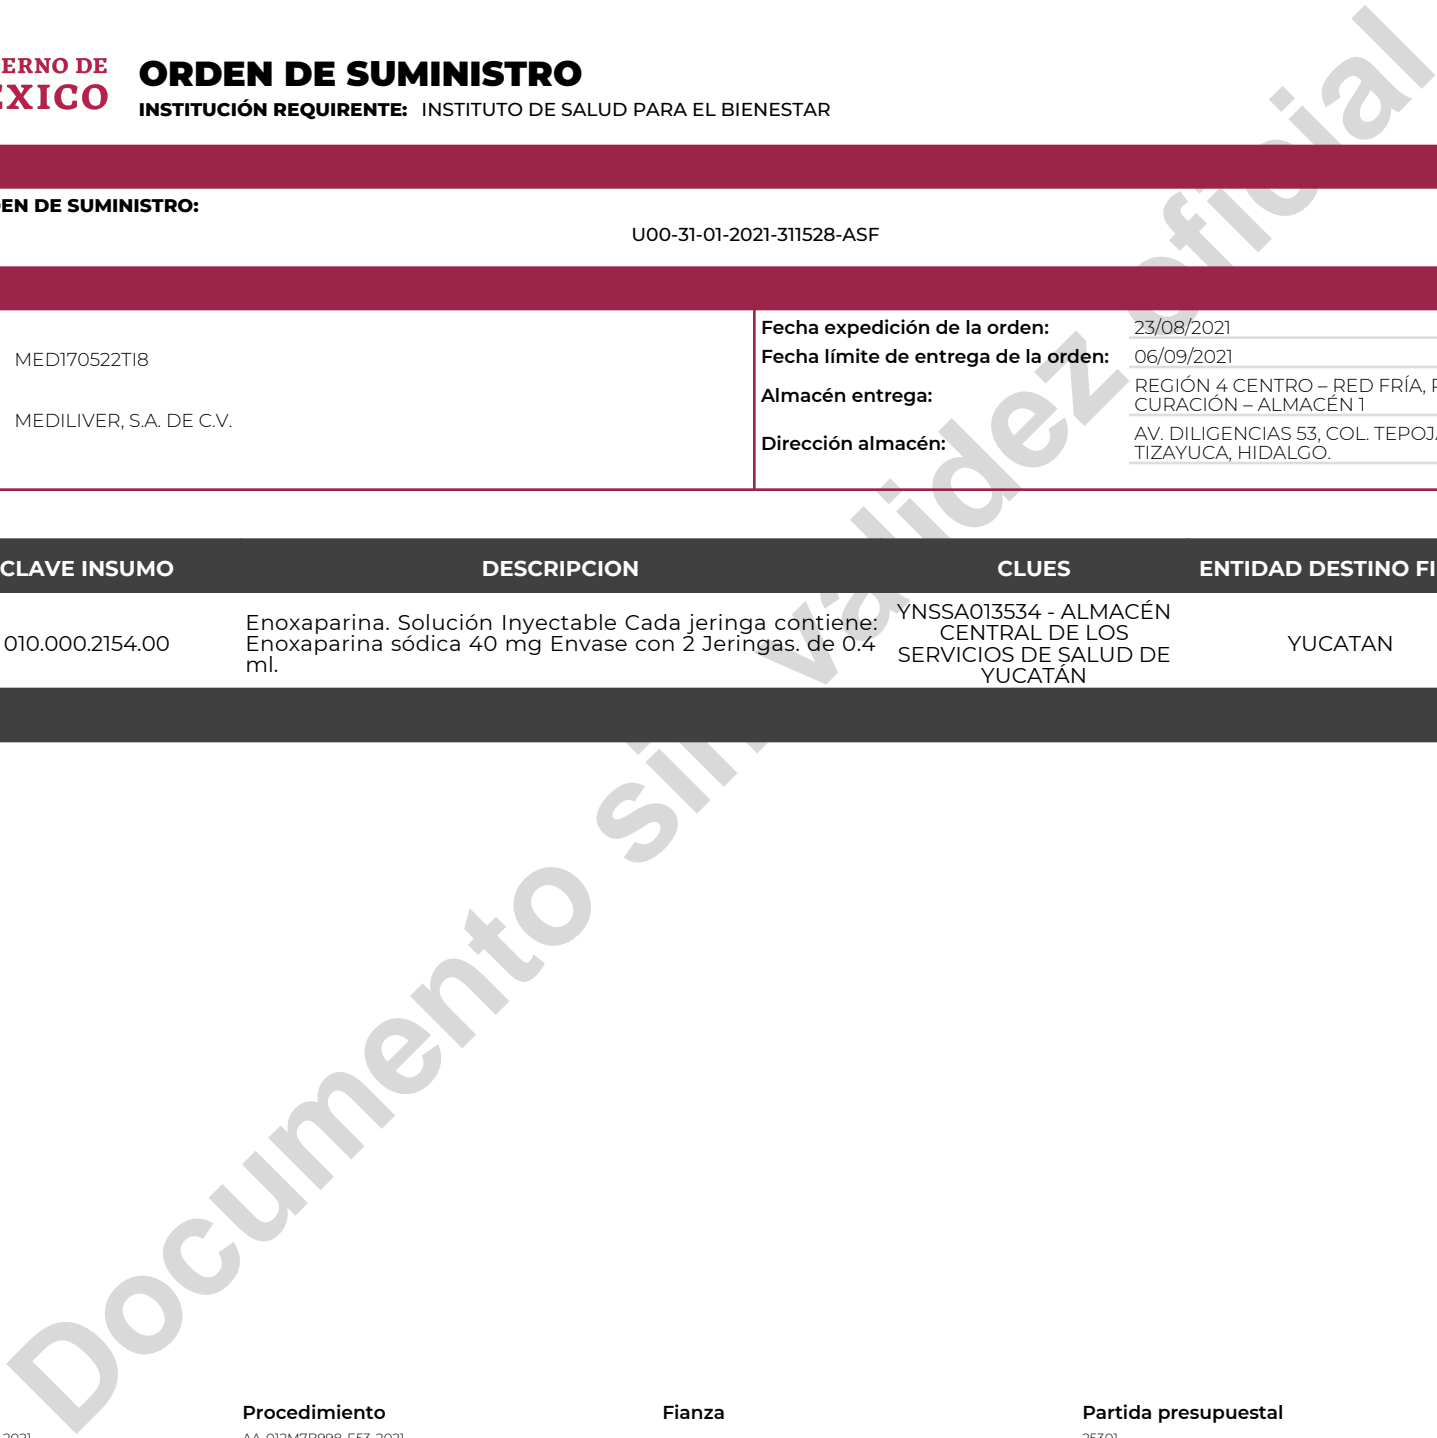 ERNO DE
EXICO
ORDEN DE SUMINISTRO
INSTITUCIÓN REQUIRENTE: INSTITUTO DE SALUD PARA EL BIENESTAR
EN DE SUMINISTRO:
U00-31-01-2021-311528-ASF
MED170522TI8
MEDILIVER, S.A. DE C.V.
Fecha expedición de la orden: 23/08/2021
Fecha límite de entrega de la orden: 06/09/2021
Almacén entrega: REGIÓN 4 CENTRO – RED FRÍA,
CURACIÓN – ALMACÉN 1
Dirección almacén: AV. DILIGENCIAS 53, COL. TEPOJ
TIZAYUCA, HIDALGO.
CLAVE INSUMO DESCRIPCION CLUES ENTIDAD DESTINO FI
010.000.2154.00
Enoxaparina. Solución Inyectable Cada jeringa contiene:
Enoxaparina sódica 40 mg Envase con 2 Jeringas. de 0.4
ml.
YNSSA013534 - ALMACÉN
CENTRAL DE LOS
SERVICIOS DE SALUD DE
YUCATÁN
YUCATAN
Documento sin validez oficial
Procedimiento Fianza Partida presupuestal